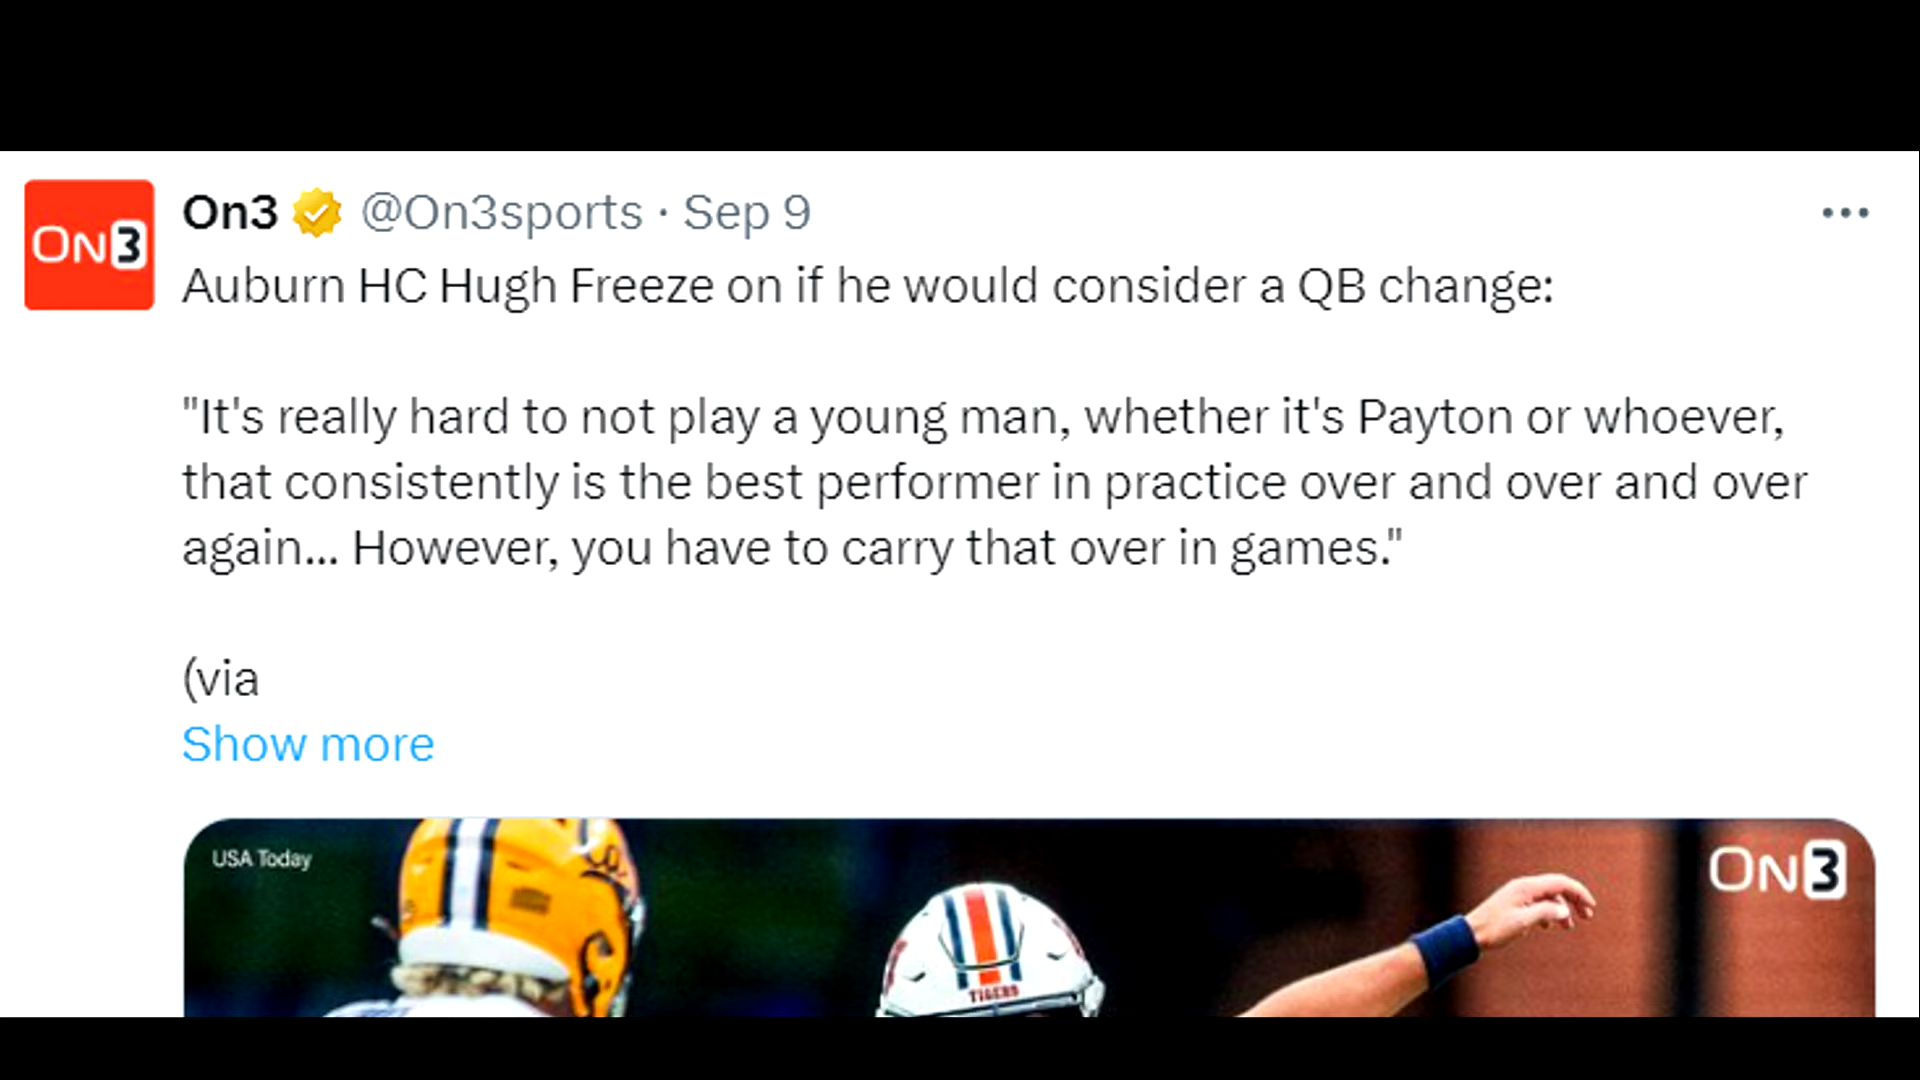 On3 @On3sports · Sep 9
ON3
Auburn HC Hugh Freeze on if he would consider a QB change:
"It's really hard to not play a young man, whether it's Payton or whoever,
that consistently is the best performer in practice over and over and over
again... However, you have to carry that over in games."
(via
Show more
USA Today
ON3
TIGERS